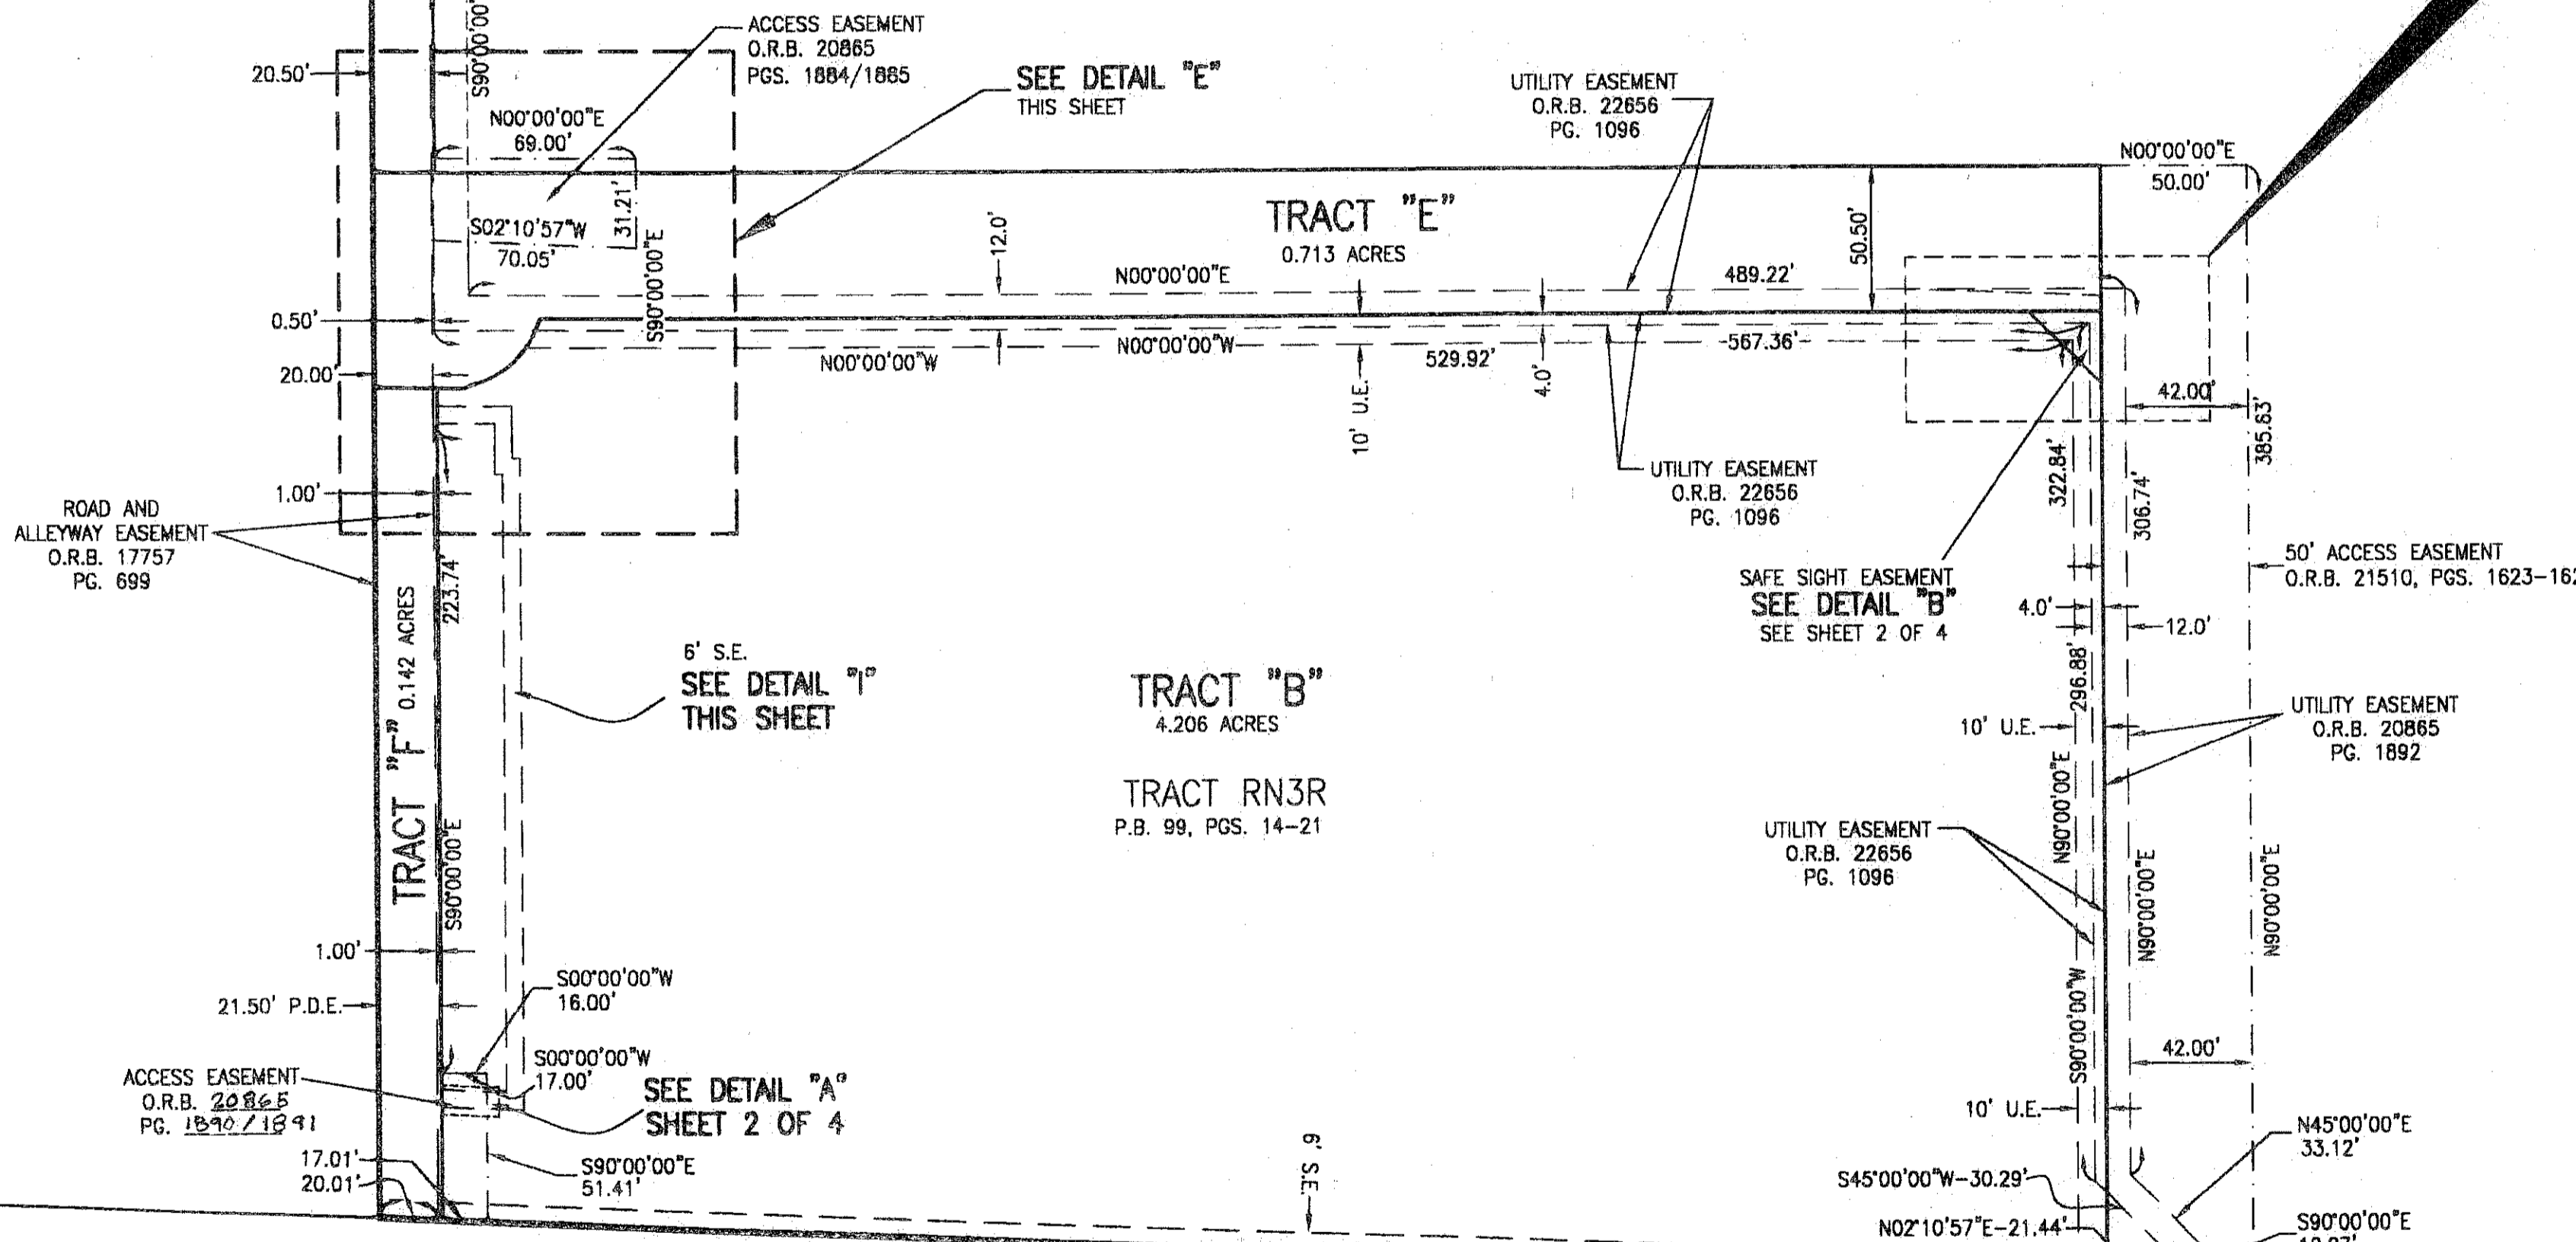 ACCESS EASEMENT
O.R.B. 20865
PGS. 1884/1885
SEE DETAIL "E"
THIS SHEET
20.50'
S90°00'00"
N00°00'00"E
69.00'
31.21'
S02°10'57"W
70.05'
S90°00'00"E
UTILITY EASEMENT
O.R.B. 22656
PG. 1096
N00°00'00"E
50.00'
TRACT "E"
0.713 ACRES
12.0'
N00°00'00"E
489.22'
50.50'
0.50'
20.00'
N00°00'00"W
N00°00'00"W
529.92'
567.36'
10' U.E.
4.0'
42.00'
385.63'
UTILITY EASEMENT
O.R.B. 22656
PG. 1096
322.84'
306.74'
1.00'
ROAD AND
ALLEYWAY EASEMENT
O.R.B. 17757
PG. 699
223.74'
50' ACCESS EASEMENT
O.R.B. 21510, PGS. 1623-162
SAFE SIGHT EASEMENT
SEE DETAIL "B"
SEE SHEET 2 OF 4
4.0'
12.0'
TRACT "F" 0.142 ACRES
6' S.E.
SEE DETAIL "I"
THIS SHEET
TRACT "B"
4.206 ACRES
296.88'
10' U.E.
UTILITY EASEMENT
O.R.B. 20865
PG. 1892
TRACT RN3R
P.B. 99, PGS. 14-21
N90°00'00"E
UTILITY EASEMENT
O.R.B. 22656
PG. 1096
S90°00'00"E
N90°00'00"E
N90°00'00"E
1.00'
S00°00'00"W
16.00'
21.50' P.D.E.
S90°00'00"W
S00°00'00"W
17.00'
42.00'
ACCESS EASEMENT
O.R.B. 20865
PG. 1890/1891
SEE DETAIL "A"
SHEET 2 OF 4
10' U.E.
N45°00'00"E
33.12'
17.01'
20.01'
S90°00'00"E
51.41'
6' S.E.
S45°00'00"W-30.29'
N02°10'57"E-21.44'
S90°00'00"E